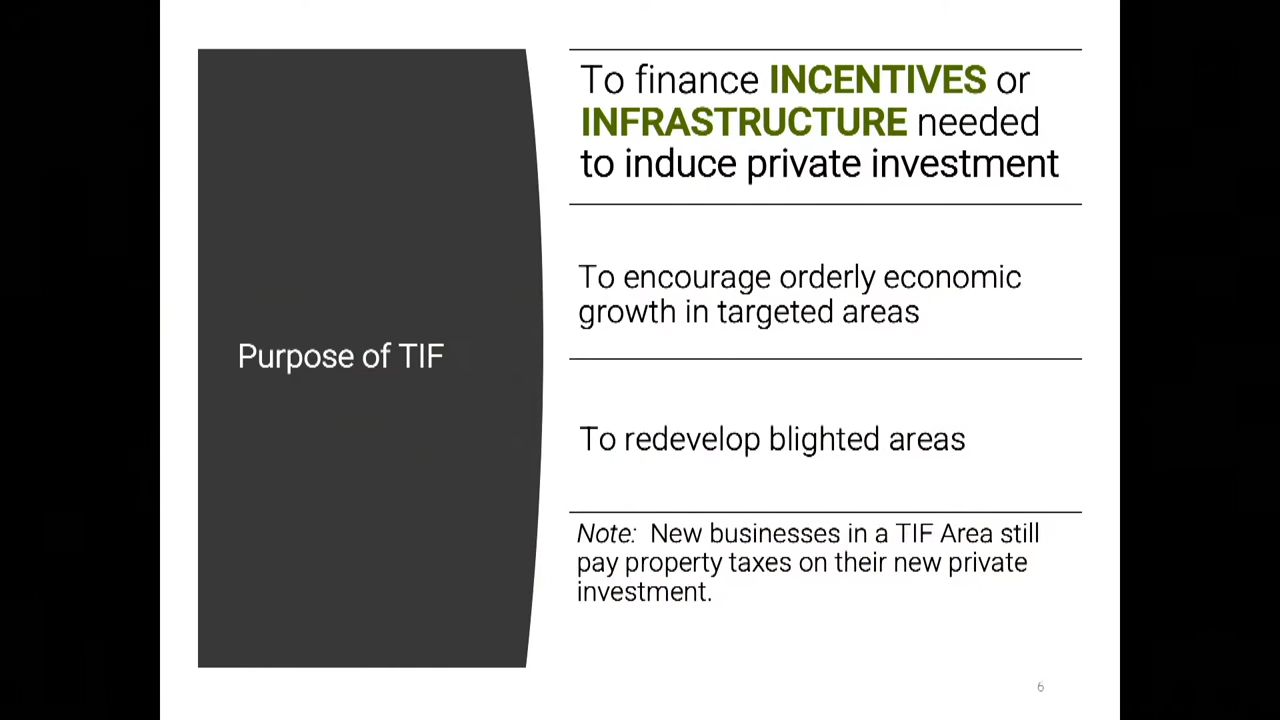 Purpose of TIF
To finance INCENTIVES or
INFRASTRUCTURE needed
to induce private investment
To encourage orderly economic
growth in targeted areas
To redevelop blighted areas
Note: New businesses in a TIF Area still
pay property taxes on their new private
investment.
6